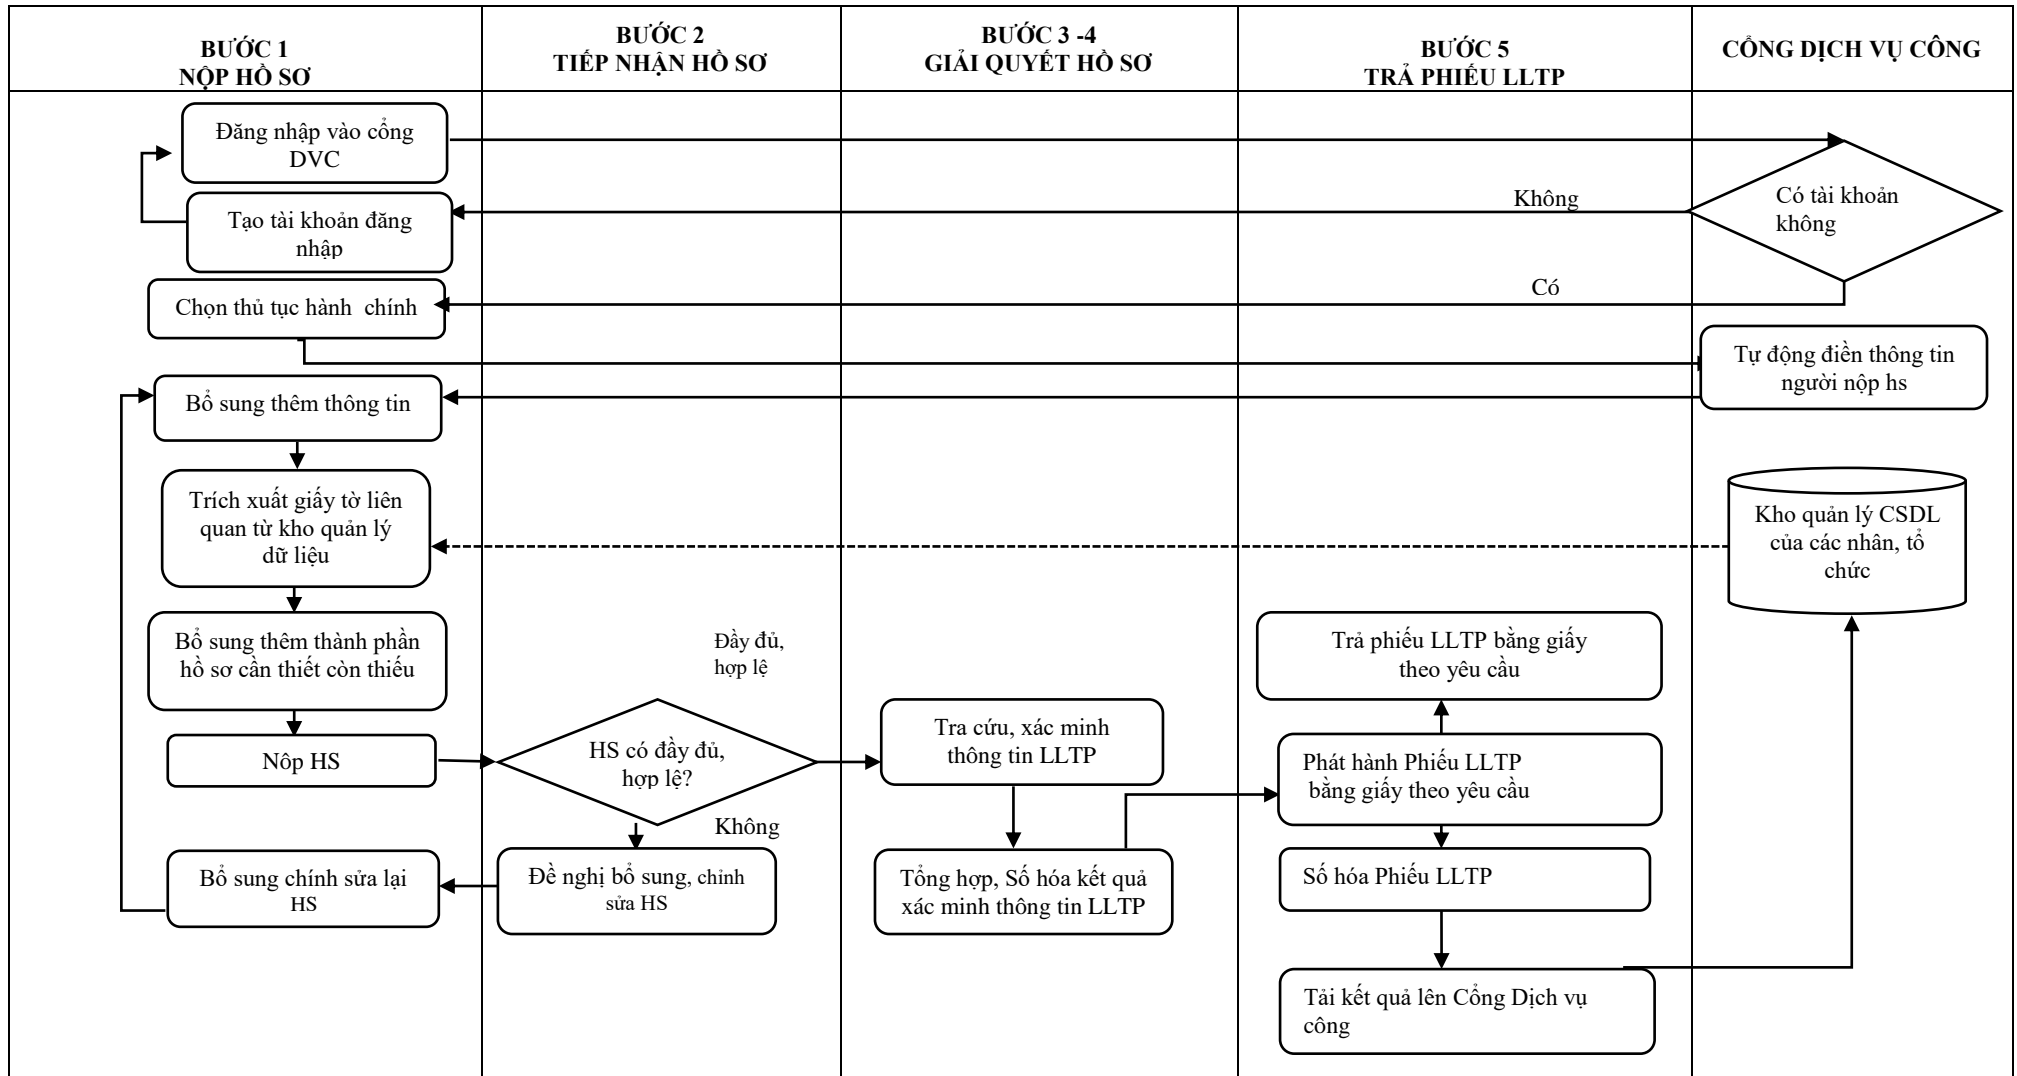 BƯỚC 1
NỘP HỒ SƠ
BƯỚC 2
TIẾP NHẬN HỒ SƠ
BƯỚC 3 -4
GIẢI QUYẾT HỒ SƠ
BƯỚC 5
TRẢ PHIẾU LLTP
CỔNG DỊCH VỤ CÔNG
Đăng nhập vào cổng
DVC
Có tài khoản
không
Không
Tạo tài khoản đăng
nhập
Có
Chọn thủ tục hành chính
Tự động điền thông tin
người nộp hs
Bổ sung thêm thông tin
Trích xuất giấy tờ liên
quan từ kho quản lý
dữ liệu
Kho quản lý CSDL
của các nhân, tổ
chức
Bổ sung thêm thành phần
hồ sơ cần thiết còn thiếu
Đầy đủ,
hợp lệ
Trả phiếu LLTP bằng giấy
theo yêu cầu
Nôp HS
HS có đầy đủ,
hợp lệ?
Tra cứu, xác minh
thông tin LLTP
Phát hành Phiếu LLTP
bằng giấy theo yêu cầu
Không
Bổ sung chính sửa lại
HS
Đề nghị bổ sung, chỉnh
sửa HS
Tổng hợp, Số hóa kết quả
xác minh thông tin LLTP
Số hóa Phiếu LLTP
Tải kết quả lên Cổng Dịch vụ
công